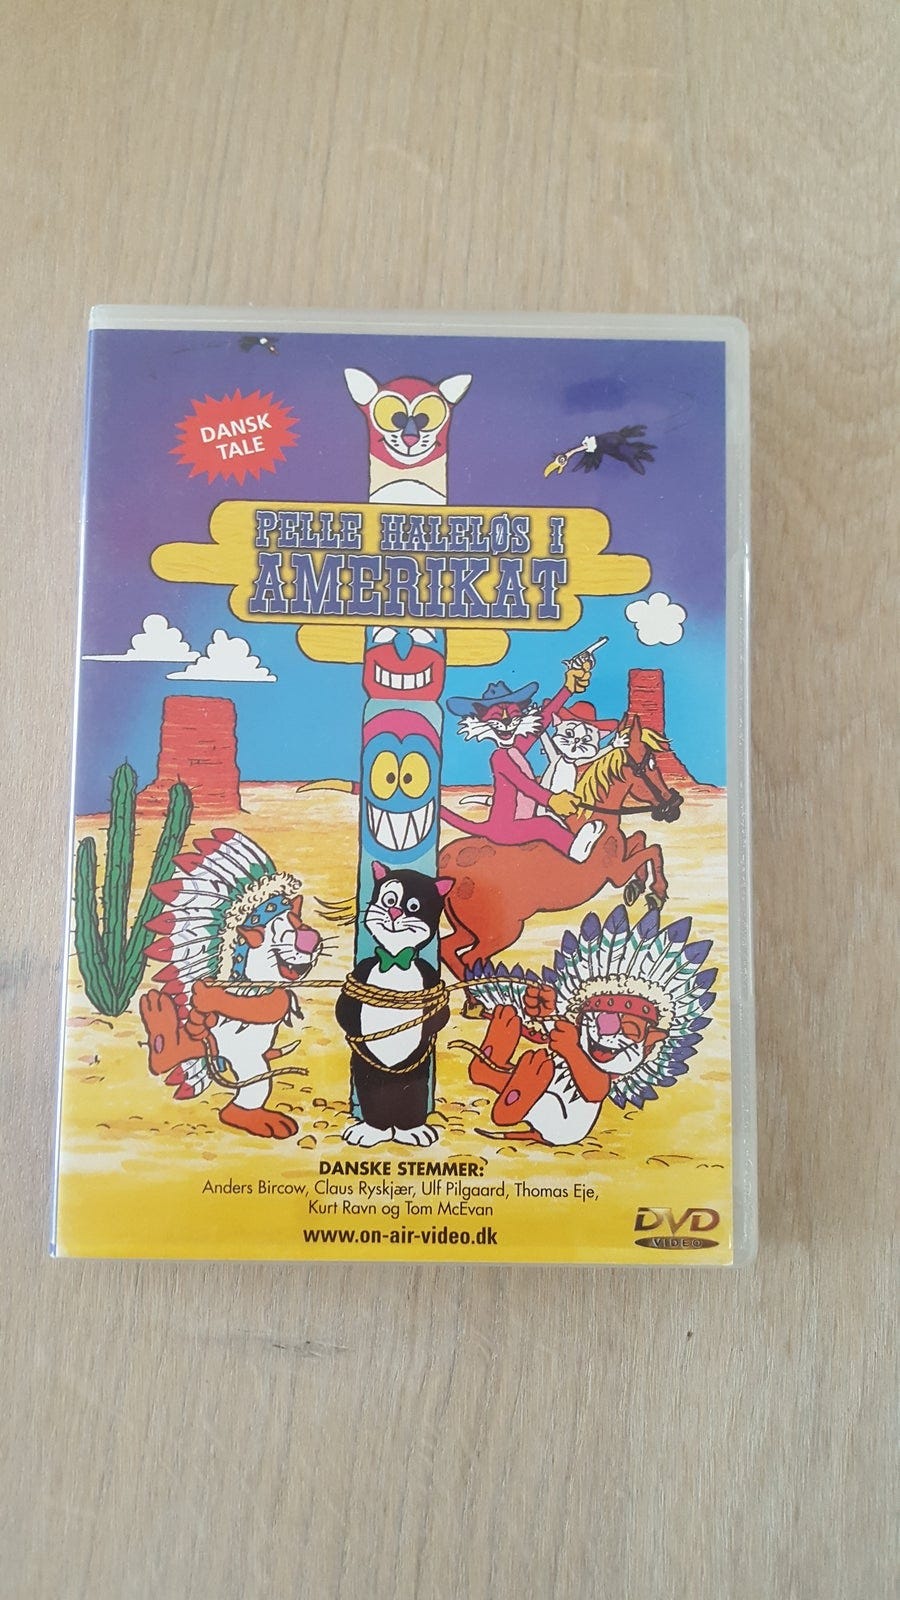 DANSK
TALE
PELLE HALELØS I
AMERIKAT
DANSKE STEMMER:
Anders Bircow, Claus Ryskjær, Ulf Pilgaard, Thomas Eje,
Kurt Ravn og Tom McEvan
www.on-air-video.dk
DVD
VIDEO